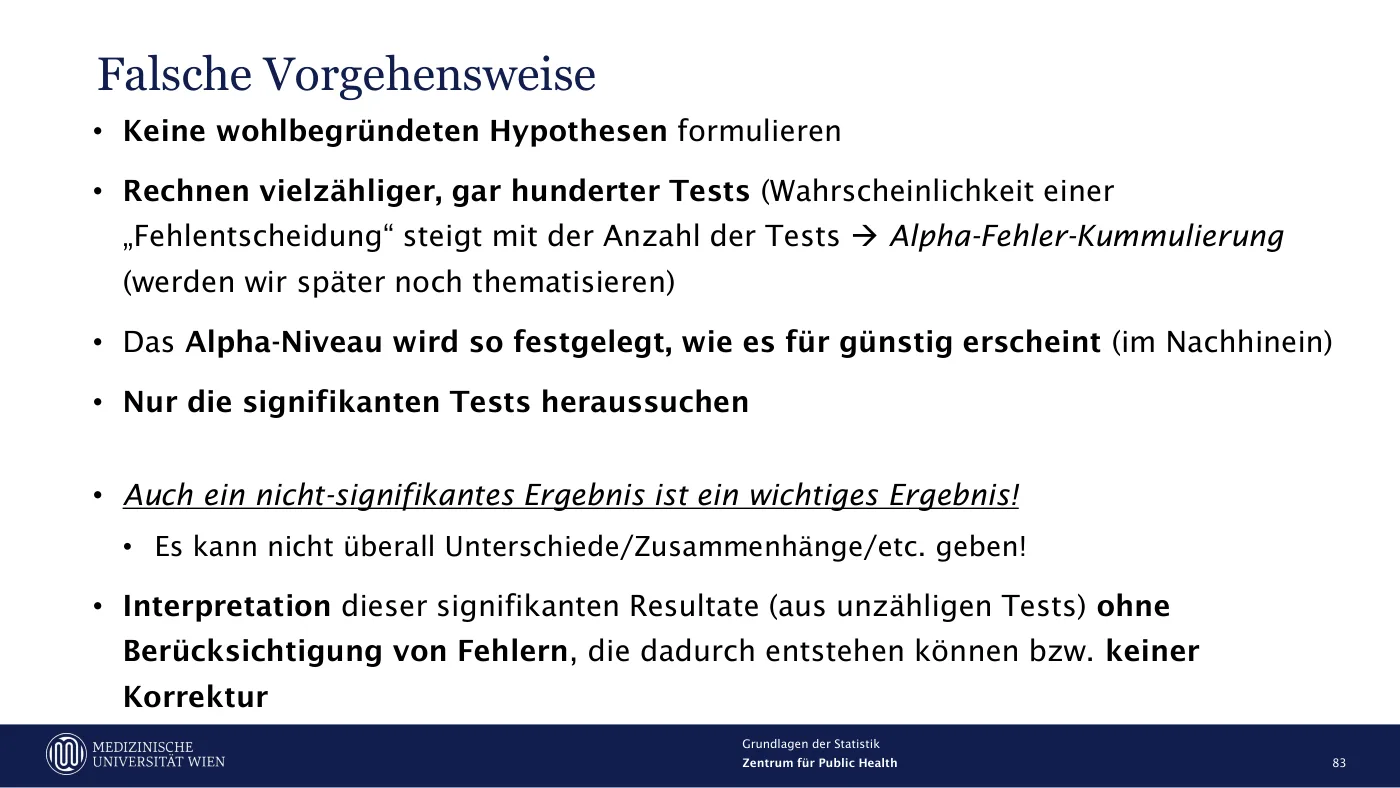 Falsche Vorgehensweise
• Keine wohlbegründeten Hypothesen formulieren
• Rechnen vielzähliger, gar hunderter Tests (Wahrscheinlichkeit einer
„Fehlentscheidung“ steigt mit der Anzahl der Tests → Alpha-Fehler-Kummulierung
(werden wir später noch thematisieren)
• Das Alpha-Niveau wird so festgelegt, wie es für günstig erscheint (im Nachhinein)
• Nur die signifikanten Tests heraussuchen
• Auch ein nicht-signifikantes Ergebnis ist ein wichtiges Ergebnis!
• Es kann nicht überall Unterschiede/Zusammenhänge/etc. geben!
• Interpretation dieser signifikanten Resultate (aus unzähligen Tests) ohne
Berücksichtigung von Fehlern, die dadurch entstehen können bzw. keiner
Korrektur
MEDIZINISCHE
UNIVERSITÄT WIEN
Grundlagen der Statistik
Zentrum für Public Health
83